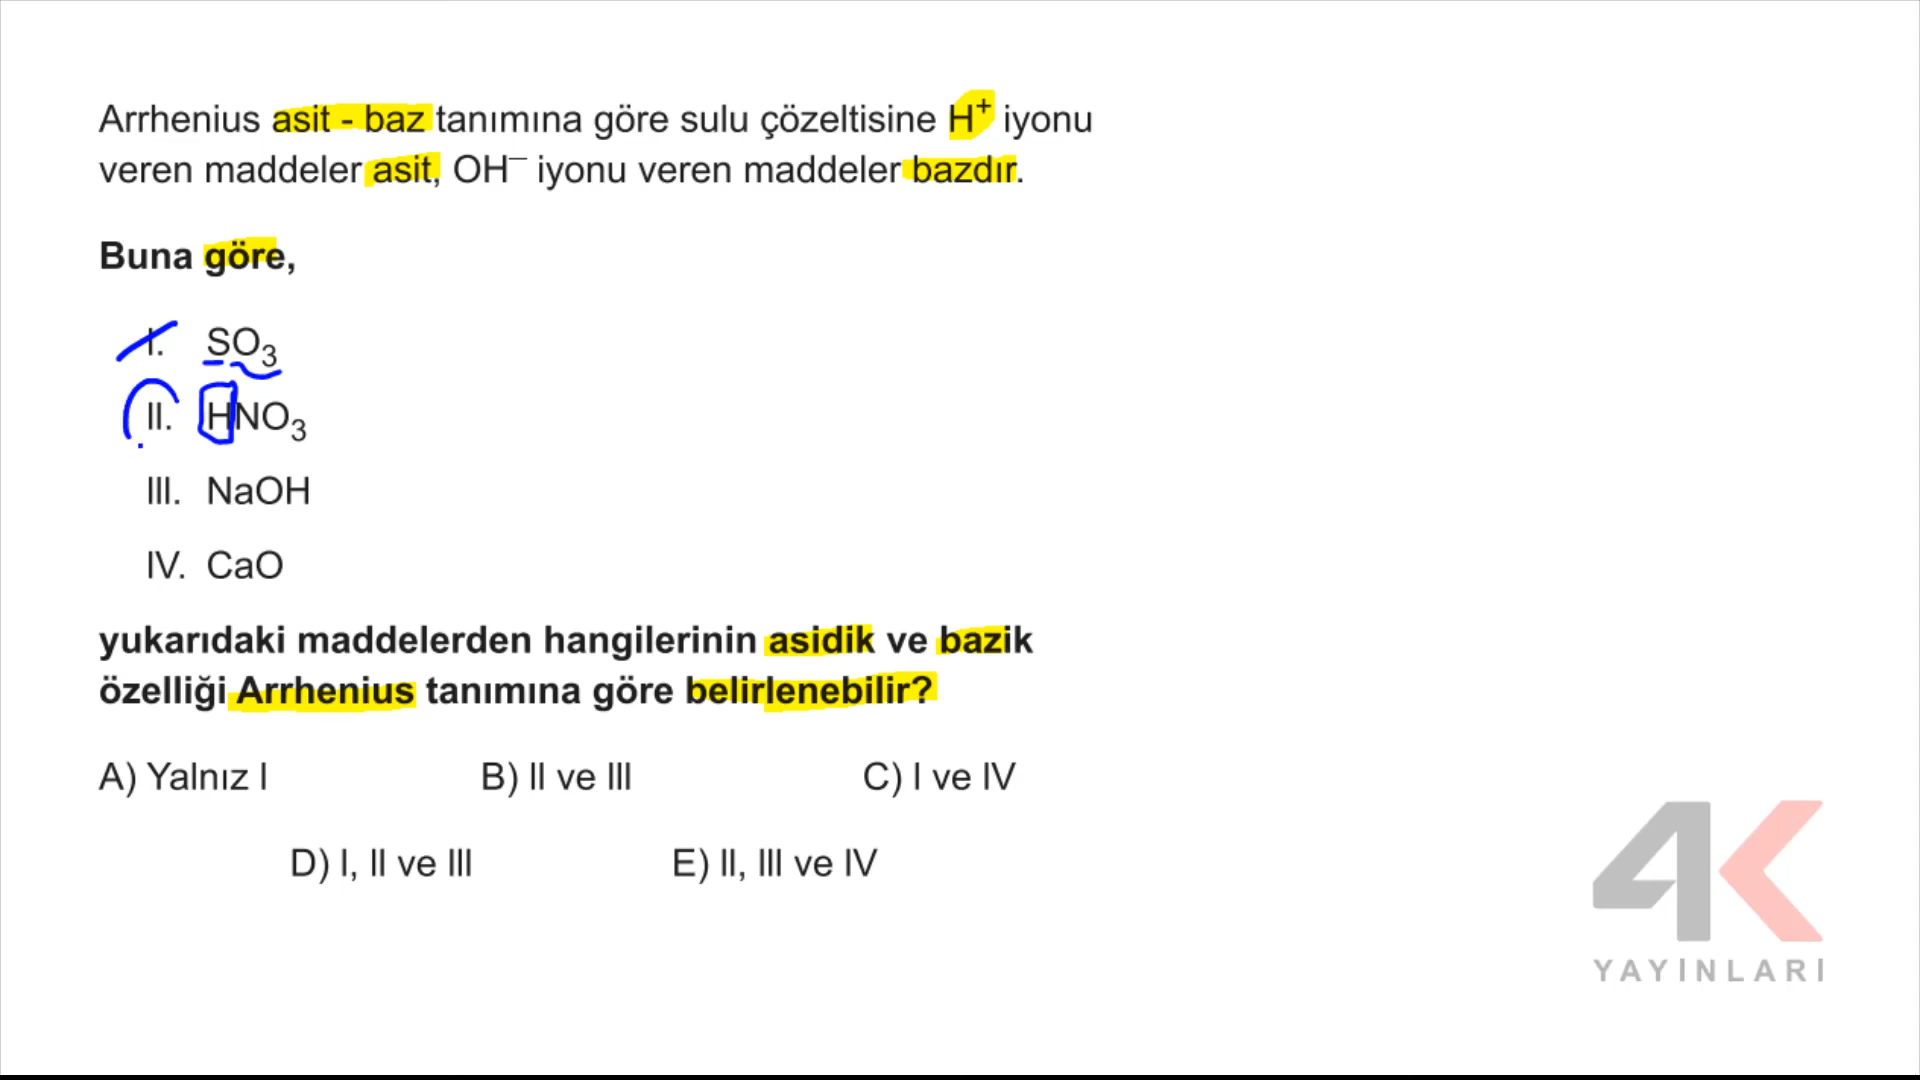 Arrhenius asit - baz tanımına göre sulu çözeltisine H⁺ iyonu
veren maddeler asit, OH⁻ iyonu veren maddeler bazdır.
Buna göre,
I. SO₃
II. HNO₃
III. NaOH
IV. CaO
yukarıdaki maddelerden hangilerinin asidik ve bazik
özelliği Arrhenius tanımına göre belirlenebilir?
A) Yalnız I B) II ve III C) I ve IV
D) I, II ve III E) II, III ve IV
4K
YAYINLARI